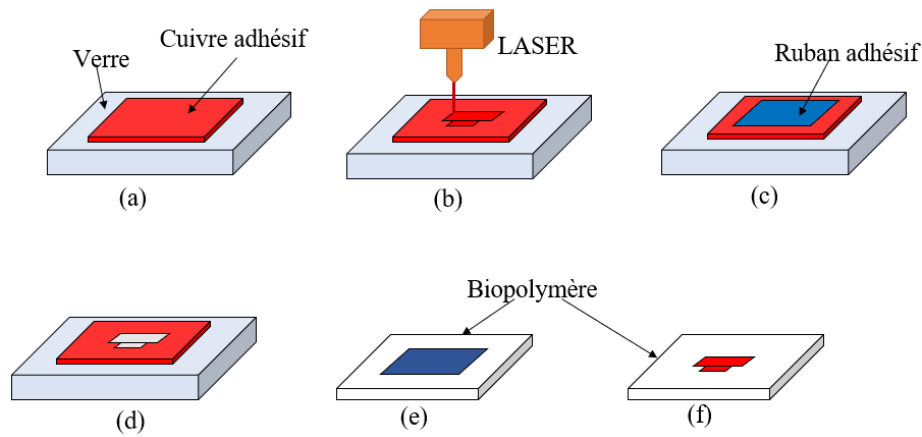 Verre
Cuivre adhésif
LASER
Ruban adhésif
(a)
(b)
(c)
Biopolymère
(d)
(e)
(f)